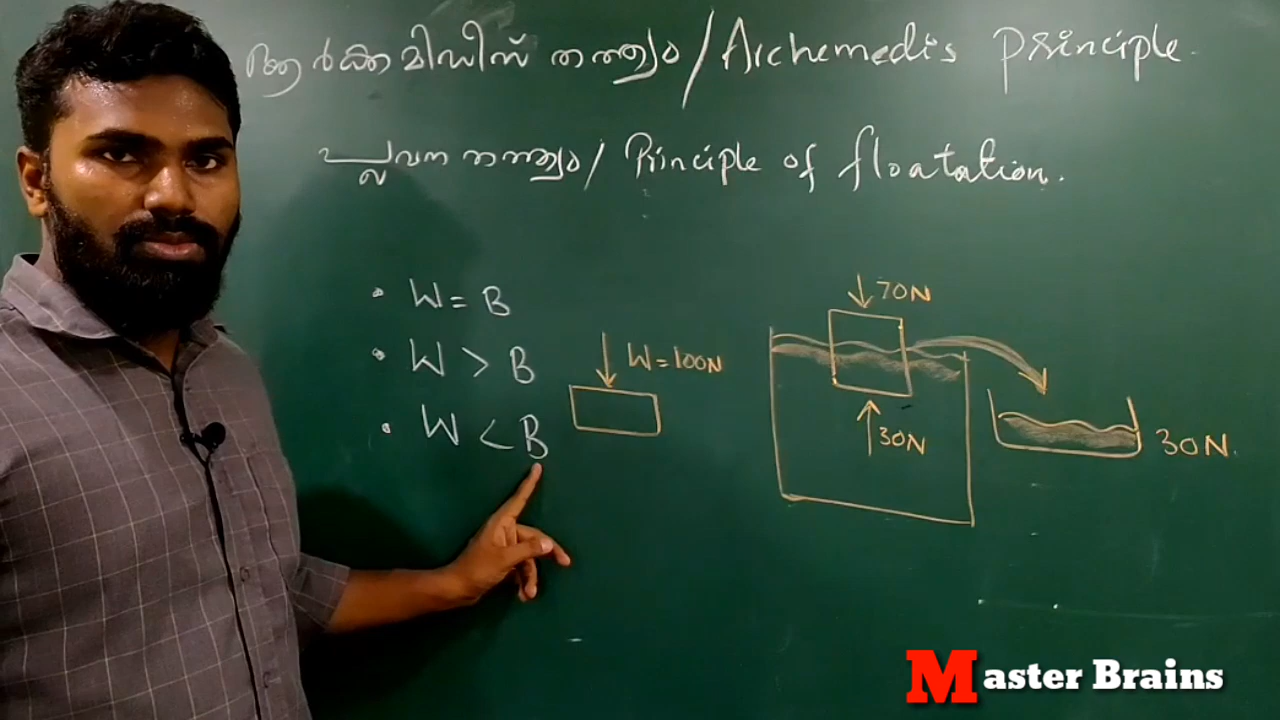 ആർക്കമിഡീസ് തത്ത്വം / Archemedis principle.
പ്ലവന തത്ത്വം / Principle of floatation.
• W = B
• W > B
• W < B
W = 100N
70N
30N
30N
Master Brains